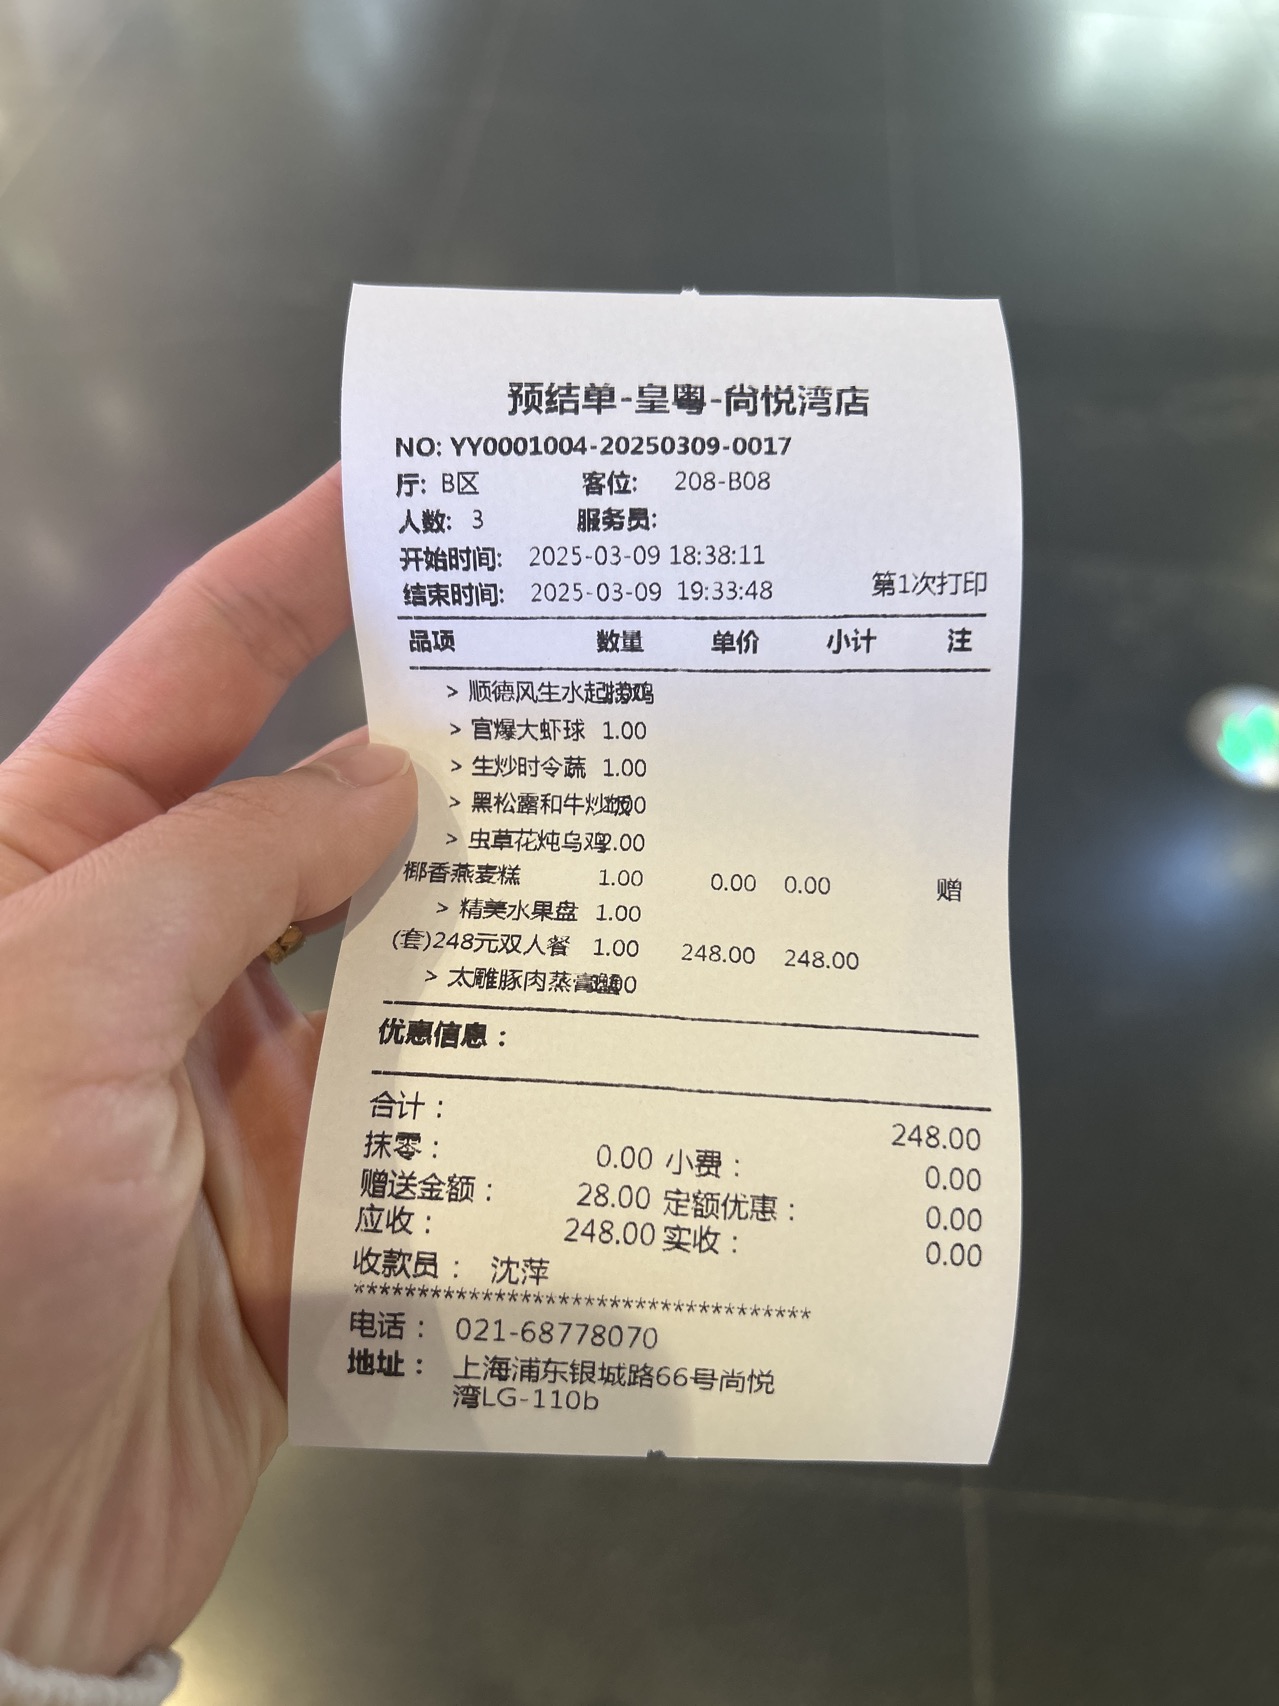 预结单-皇粤-尚悦湾店
NO: YY0001004-20250309-0017
厅: B区 客位: 208-B08
人数: 3 服务员:
开始时间: 2025-03-09 18:38:11
结束时间: 2025-03-09 19:33:48 第1次打印
品项 数量 单价 小计 注
> 顺德风生水起捞鸡
> 宫爆大虾球 1.00
> 生炒时令蔬 1.00
> 黑松露和牛炒饭
> 虫草花炖乌鸡 2.00
椰香燕麦糕 1.00 0.00 0.00 赠
> 精美水果盘 1.00
(套)248元双人餐 1.00 248.00 248.00
> 太雕豚肉蒸膏蟹
优惠信息：
合计： 248.00
抹零： 0.00 小费： 0.00
赠送金额： 28.00 定额优惠： 0.00
应收： 248.00 实收： 0.00
收款员： 沈萍
************************************
电话： 021-68778070
地址： 上海浦东银城路66号尚悦
湾LG-110b